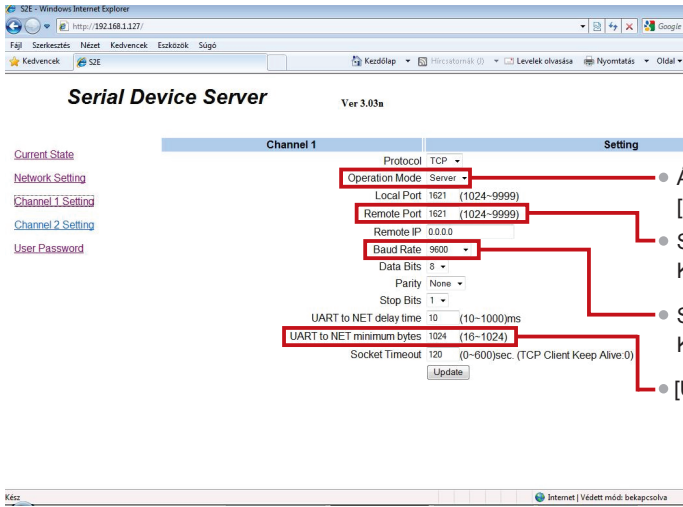 S2E - Windows Internet Explorer
http://192.168.1.127/
Google
Fájl Szerkesztés Nézet Kedvencek Eszközök Súgó
Kedvencek S2E Kezdőlap Hírcsatornák (J) Levelek olvasása Nyomtatás Oldal
Serial Device Server Ver 3.03n
Channel 1 Setting
Current State
Network Setting
Channel 1 Setting
Channel 2 Setting
User Password
Protocol TCP
Operation Mode Server
Local Port 1621 (1024~9999)
Remote Port 1621 (1024~9999)
Remote IP 0.0.0.0
Baud Rate 9600
Data Bits 8
Parity None
Stop Bits 1
UART to NET delay time 10 (10~1000)ms
UART to NET minimum bytes 1024 (16~1024)
Socket Timeout 120 (0~600)sec. (TCP Client Keep Alive:0)
Update
Kész Internet | Védett mód: bekapcsolva